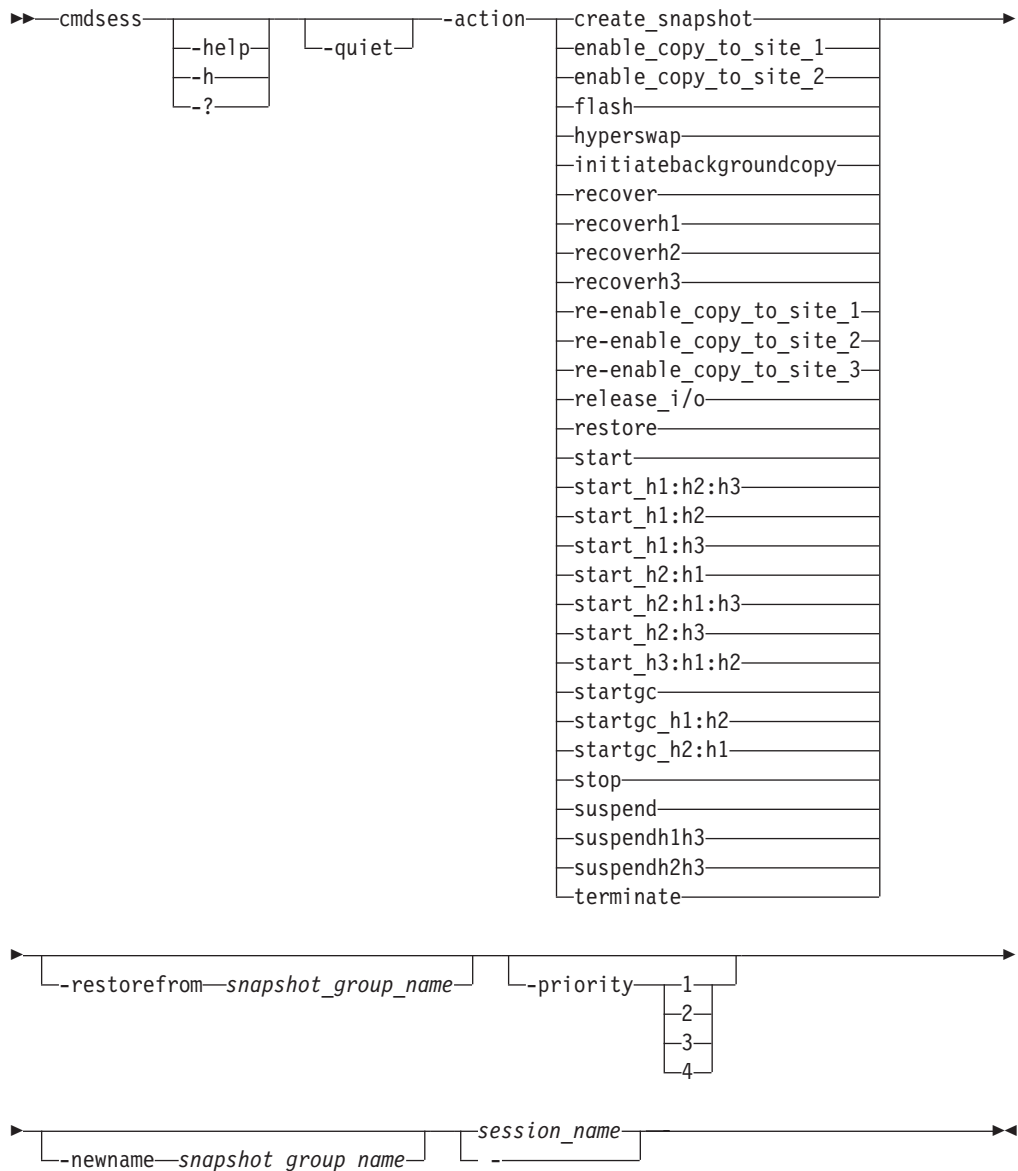 cmdsess -help -h -? -quiet -action create_snapshot
enable_copy_to_site_1
enable_copy_to_site_2
flash
hyperswap
initiatebackgroundcopy
recover
recoverh1
recoverh2
recoverh3
re-enable_copy_to_site_1
re-enable_copy_to_site_2
re-enable_copy_to_site_3
release_i/o
restore
start
start_h1:h2:h3
start_h1:h2
start_h1:h3
start_h2:h1
start_h2:h1:h3
start_h2:h3
start_h3:h1:h2
startgc
startgc_h1:h2
startgc_h2:h1
stop
suspend
suspendh1h3
suspendh2h3
terminate
-restorefrom snapshot_group_name -priority 1
2
3
4
-newname snapshot_group_name session_name
-